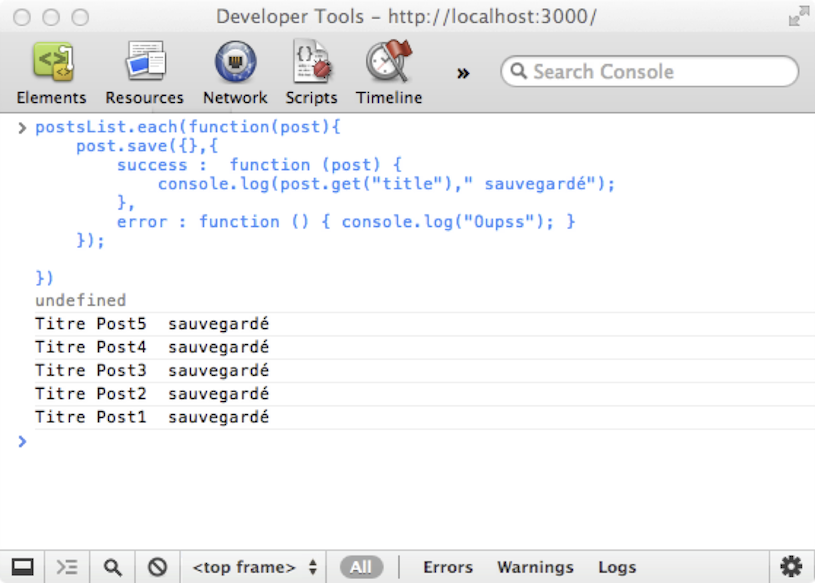 Developer Tools – http://localhost:3000/
Elements Resources Network Scripts Timeline » Search Console
> postsList.each(function(post){
post.save({},{
success :  function (post) {
console.log(post.get("title")," sauvegardé");
},
error : function () { console.log("Oupss"); }
});
})
undefined
Titre Post5  sauvegardé
Titre Post4  sauvegardé
Titre Post3  sauvegardé
Titre Post2  sauvegardé
Titre Post1  sauvegardé
>
<top frame> All Errors Warnings Logs